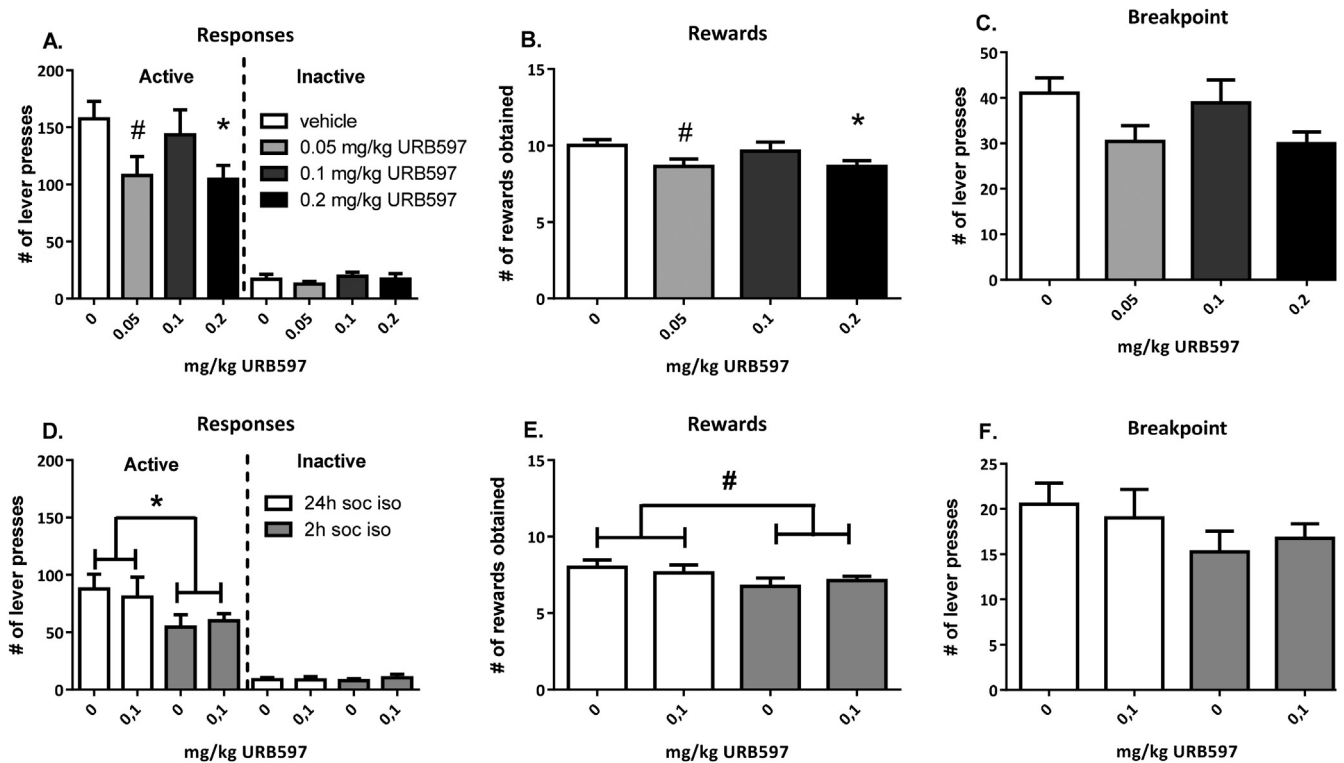 A.
Responses
Active
Inactive
# of lever presses
200
150
100
50
0
#
*
vehicle
0.05 mg/kg URB597
0.1 mg/kg URB597
0.2 mg/kg URB597
0 0.05 0.1 0.2 0 0.05 0.1 0.2
mg/kg URB597
B.
Rewards
# of rewards obtained
15
10
5
0
#
*
0 0.05 0.1 0.2
mg/kg URB597
C.
Breakpoint
# of lever presses
50
40
30
20
10
0
0 0.05 0.1 0.2
mg/kg URB597
D.
Responses
Active
Inactive
# of lever presses
200
150
100
50
0
*
24h soc iso
2h soc iso
0 0,1 0 0,1 0 0,1 0 0,1
mg/kg URB597
E.
Rewards
# of rewards obtained
15
10
5
0
#
0 0,1 0 0,1
mg/kg URB597
F.
Breakpoint
# of lever presses
25
20
15
10
5
0
0 0,1 0 0,1
mg/kg URB597